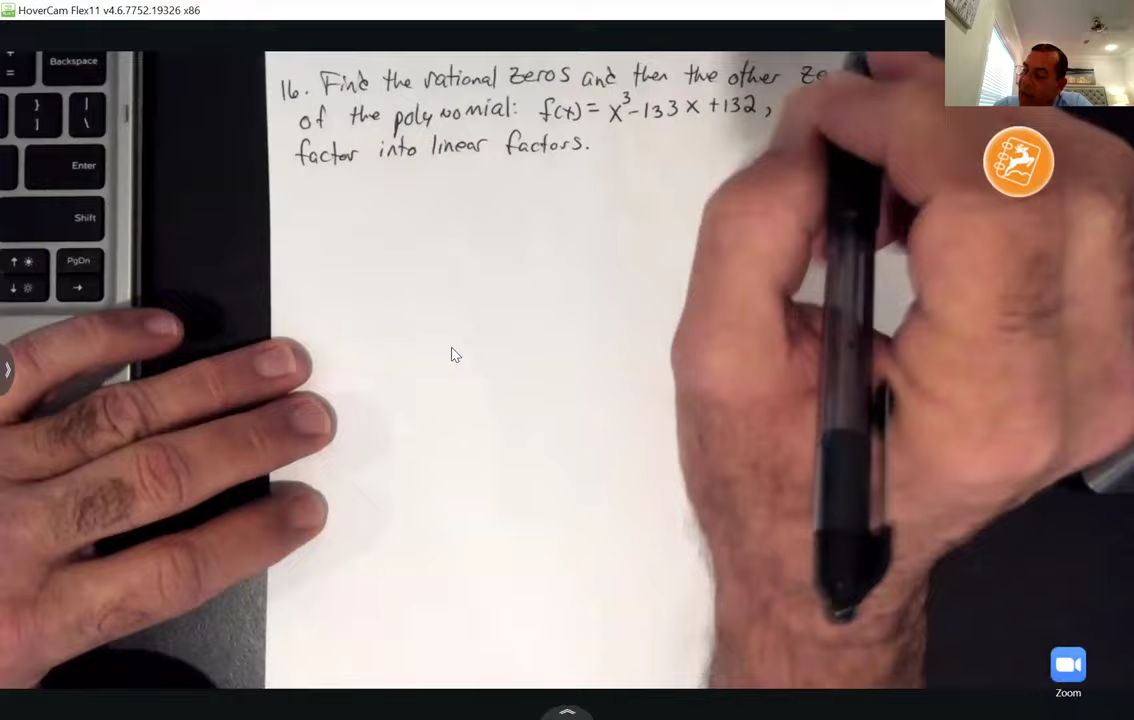 HoverCam Flex11 v4.6.7752.19326 x86
Backspace
+
=
}
]
|
\
Enter
Shift
PgDn
16. Find the rational zeros and then the other
of the polynomial: f(x) = x³ - 133x + 132,
factor into linear factors.
Zoom